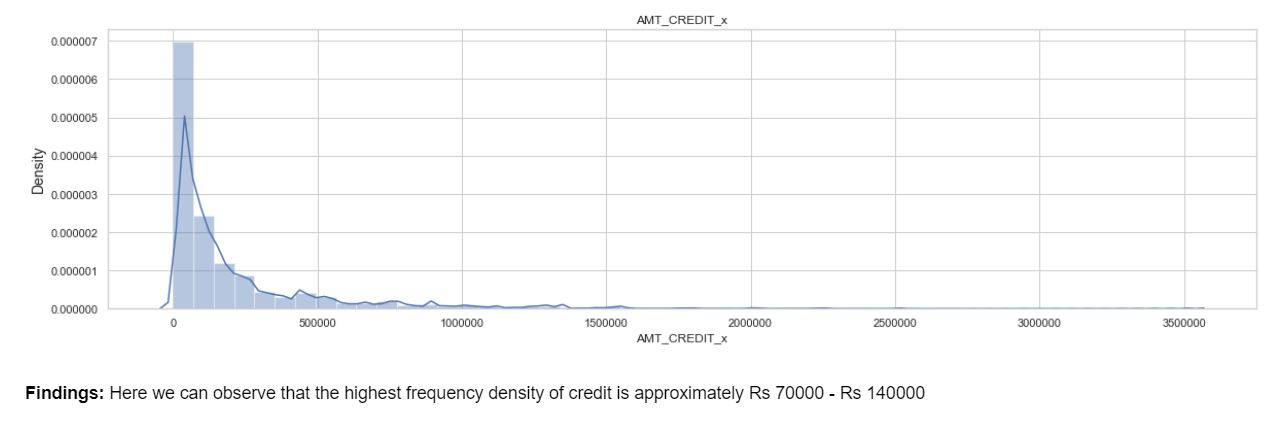 AMT_CREDIT_x
0.000007
0.000006
0.000005
0.000004
0.000003
0.000002
0.000001
0.000000
Density
0 500000 1000000 1500000 2000000 2500000 3000000 3500000
AMT_CREDIT_x
Findings: Here we can observe that the highest frequency density of credit is approximately Rs 70000 - Rs 140000